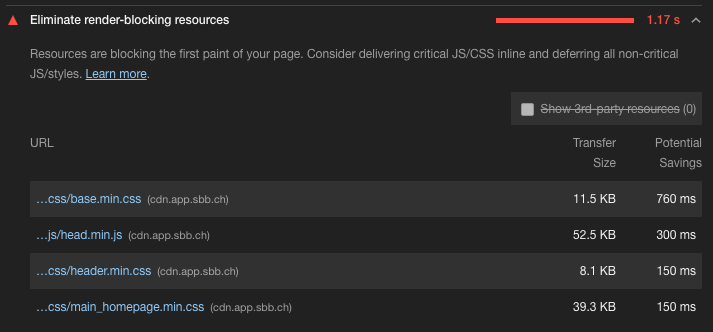 Eliminate render-blocking resources 1.17 s
Resources are blocking the first paint of your page. Consider delivering critical JS/CSS inline and deferring all non-critical
JS/styles. Learn more.
Show 3rd-party resources (0)
URL Transfer Size Potential Savings
…css/base.min.css (cdn.app.sbb.ch) 11.5 KB 760 ms
…js/head.min.js (cdn.app.sbb.ch) 52.5 KB 300 ms
…css/header.min.css (cdn.app.sbb.ch) 8.1 KB 150 ms
…css/main_homepage.min.css (cdn.app.sbb.ch) 39.3 KB 150 ms